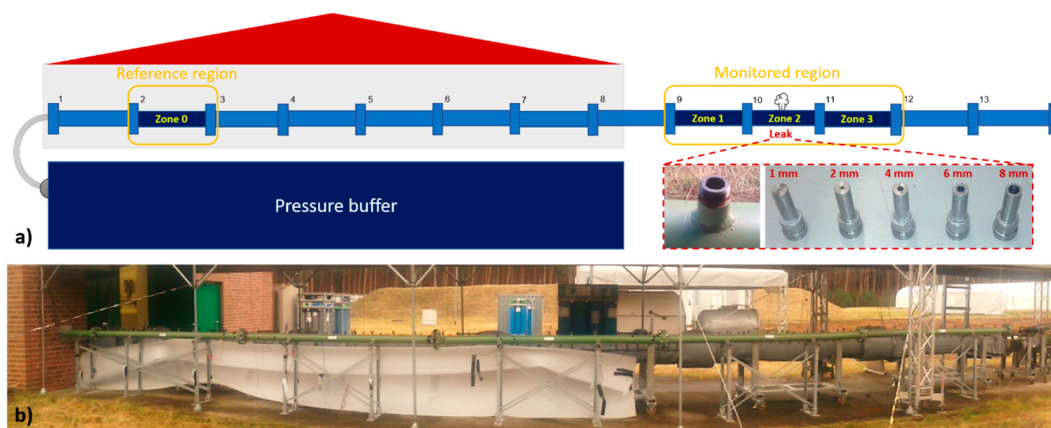 Reference region
Monitored region
1
2
3
4
5
6
7
8
9
10
11
12
13
Zone 0
Zone 1
Zone 2
Zone 3
Leak
1 mm
2 mm
4 mm
6 mm
8 mm
Pressure buffer
a)
b)